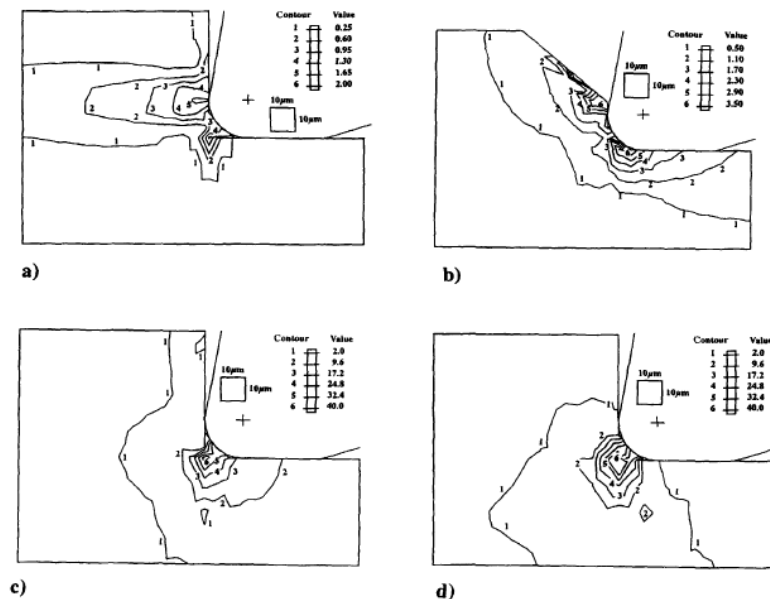 Contour Value
1 0.25
2 0.60
3 0.95
4 1.30
5 1.65
6 2.00
10µm
10µm
a)
Contour Value
1 0.50
2 1.10
3 1.70
4 2.30
5 2.90
6 3.50
10µm
10µm
b)
Contour Value
1 2.0
2 9.6
3 17.2
4 24.8
5 32.4
6 40.0
10µm
10µm
c)
Contour Value
1 2.0
2 9.6
3 17.2
4 24.8
5 32.4
6 40.0
10µm
10µm
d)